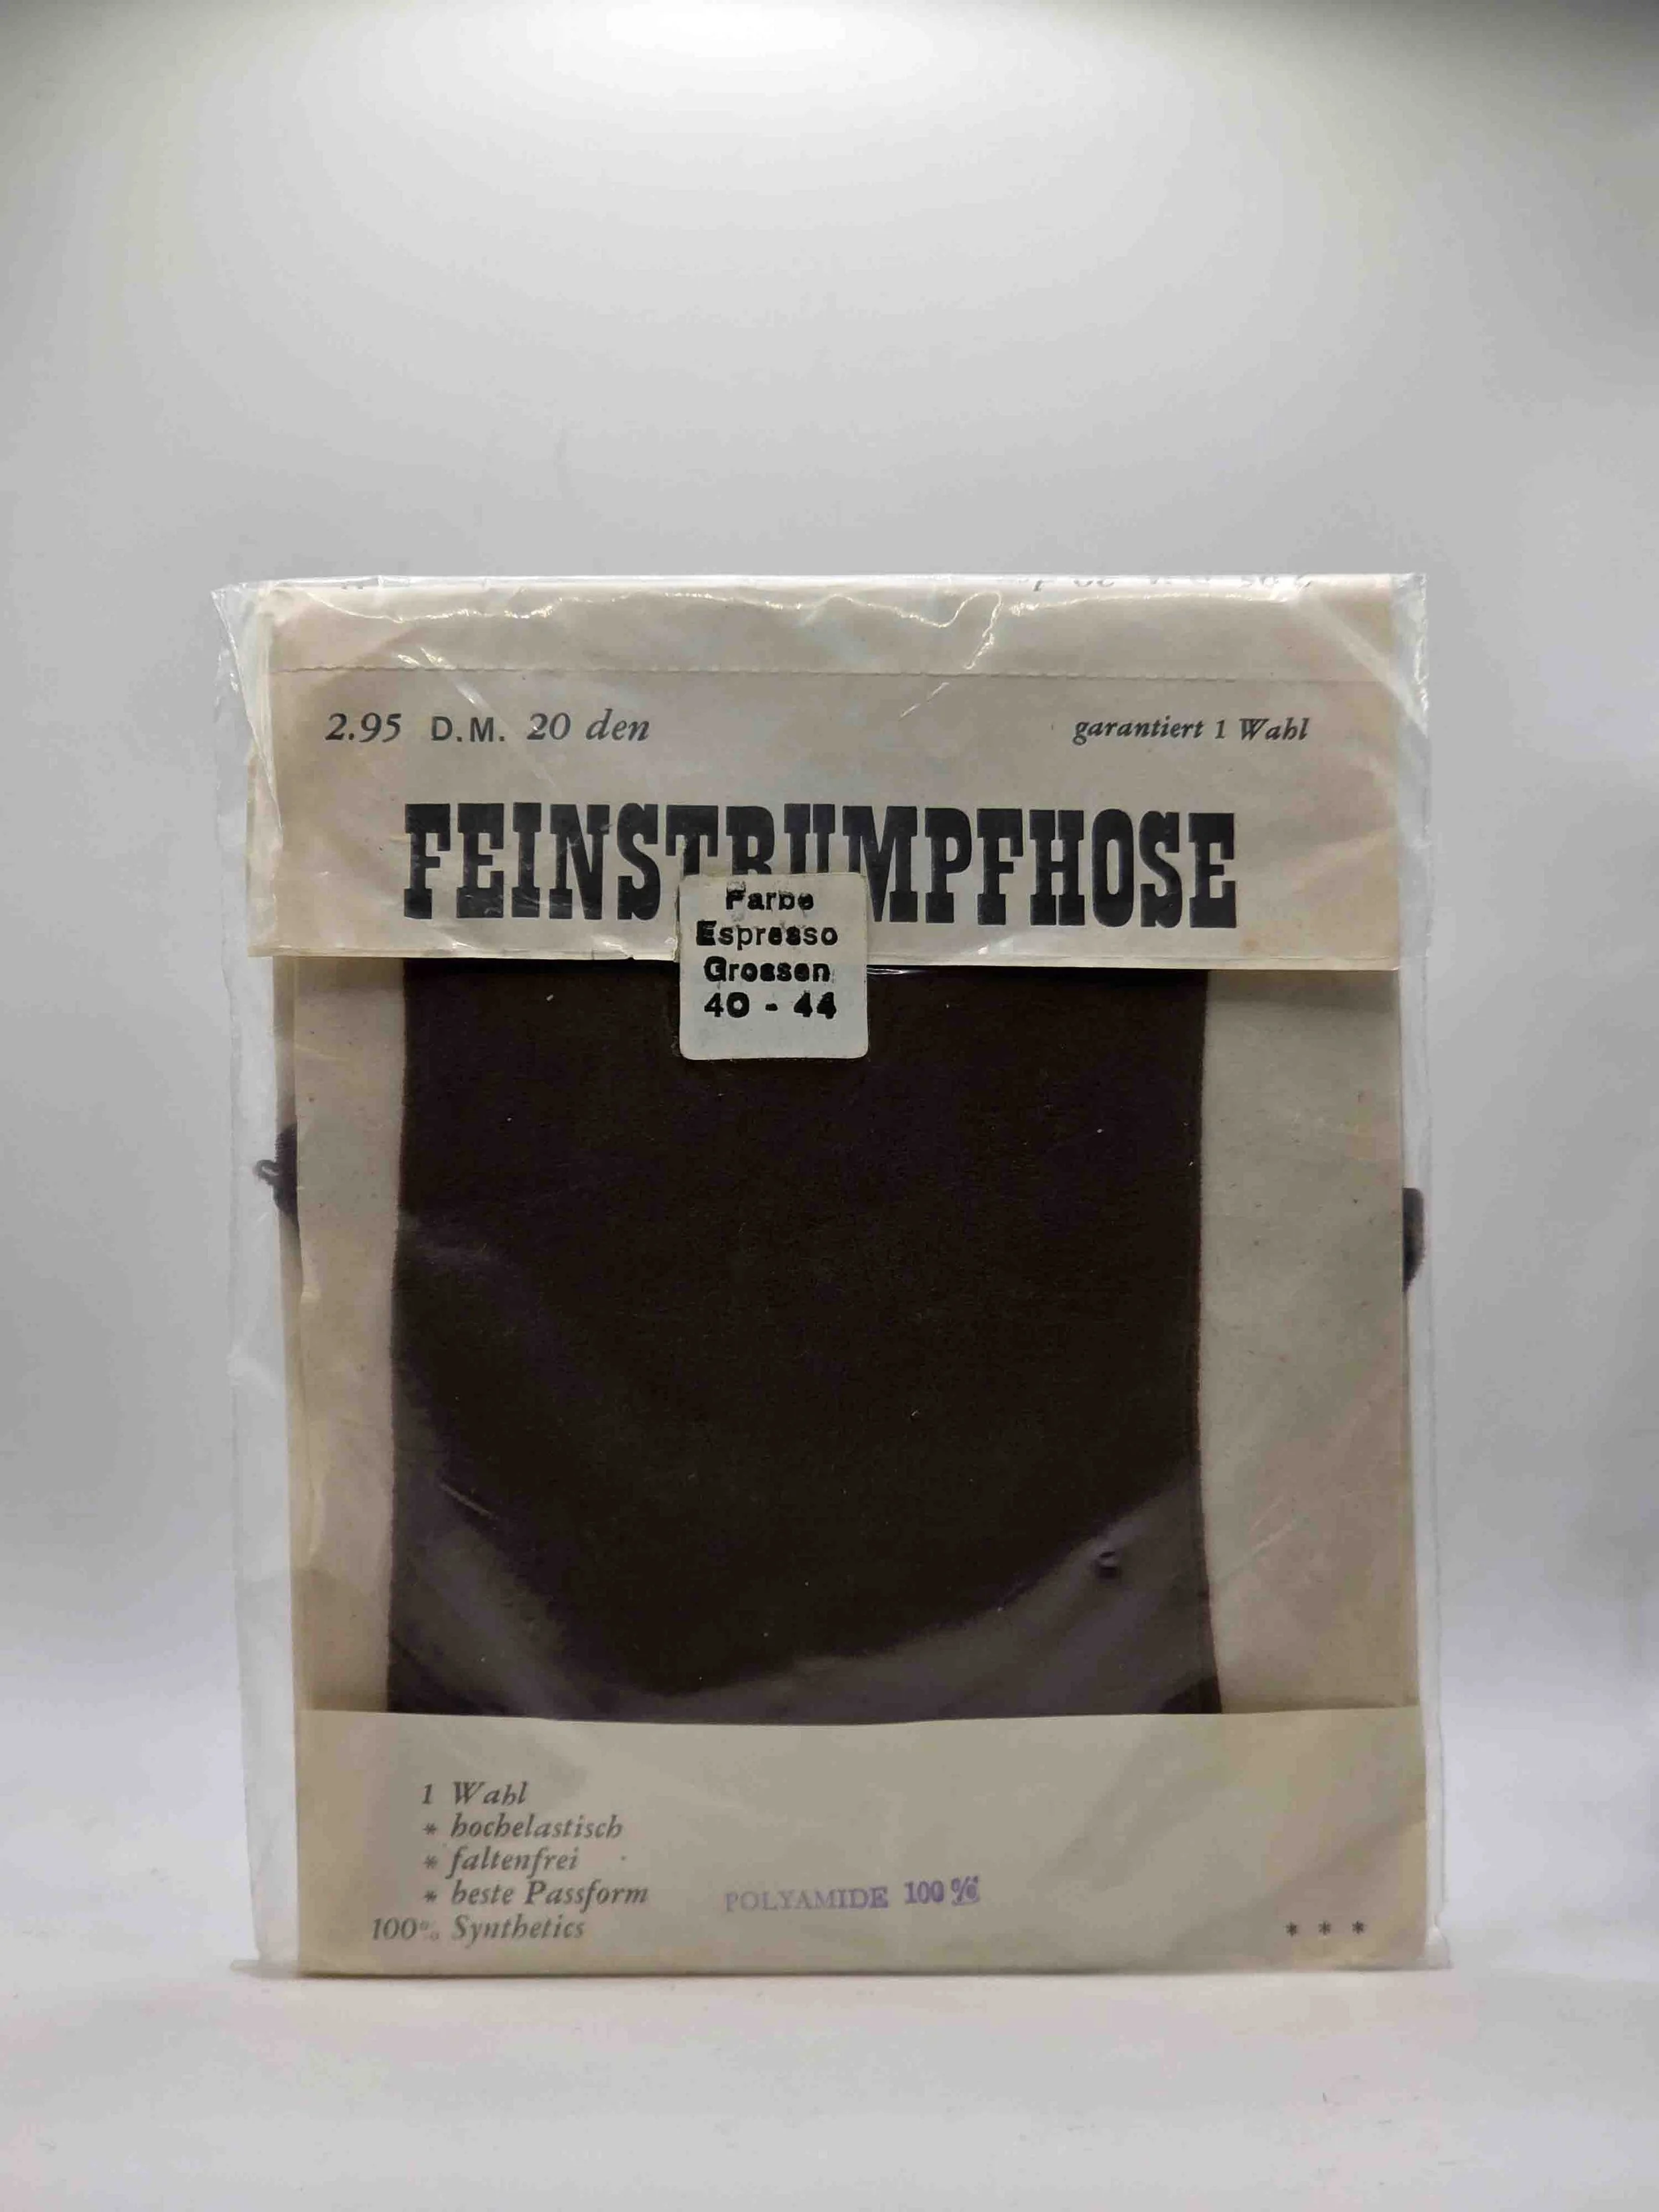 2.95 D.M. 20 den
garantiert 1 Wahl
FEINSTRUMPFHOSE
Farbe
Espresso
Grossen
40 - 44
1 Wahl
* hochelastisch
* faltenfrei
* beste Passform
100% Synthetics
POLYAMIDE 100%
* * *